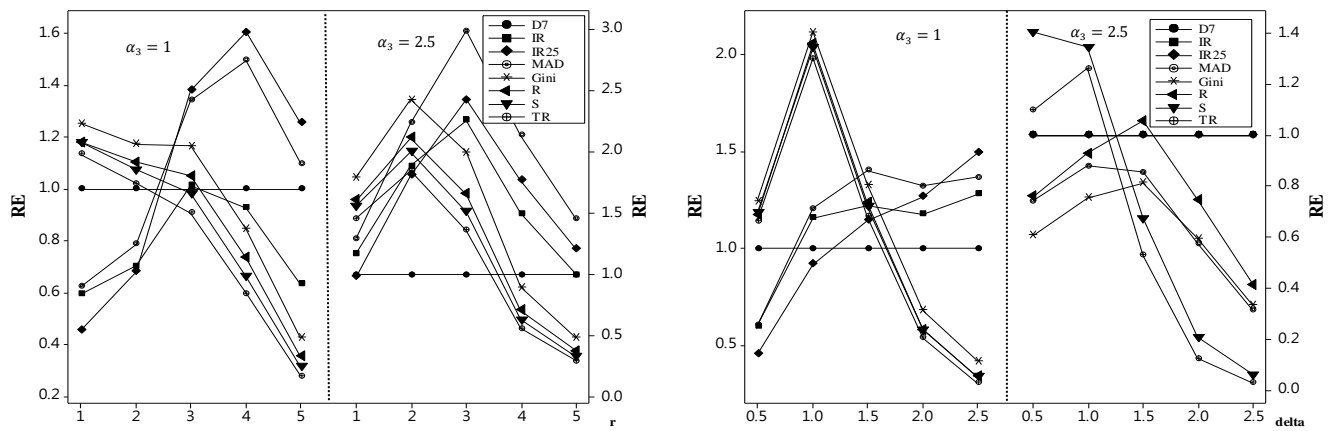 α₃ = 1
α₃ = 2.5
D7
IR
IR25
MAD
Gini
R
S
TR
RE
1.6
1.4
1.2
1.0
0.8
0.6
0.4
0.2
3.0
2.5
2.0
1.5
1.0
0.5
0.0
RE
1 2 3 4 5 1 2 3 4 5
r
α₃ = 1
α₃ = 2.5
D7
IR
IR25
MAD
Gini
R
S
TR
RE
2.0
1.5
1.0
0.5
1.4
1.2
1.0
0.8
0.6
0.4
0.2
0.0
RE
0.5 1.0 1.5 2.0 2.5 0.5 1.0 1.5 2.0 2.5
delta